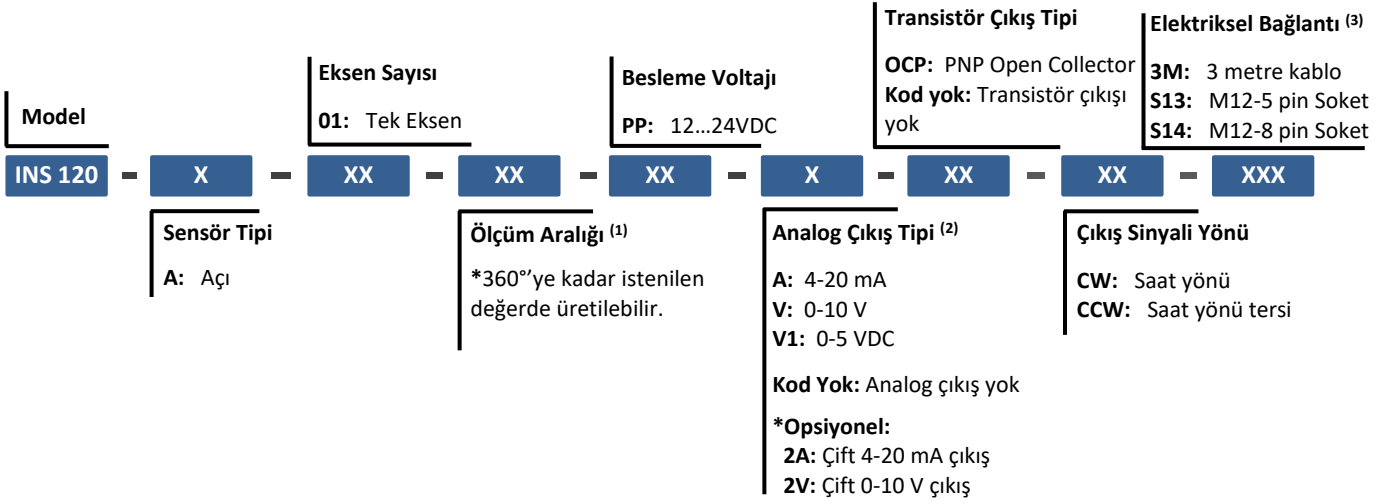 Model
Eksen Sayısı
01: Tek Eksen
Besleme Voltajı
PP: 12...24VDC
Transistör Çıkış Tipi
OCP: PNP Open Collector
Kod yok: Transistör çıkışı
yok
Elektriksel Bağlantı (3)
3M: 3 metre kablo
S13: M12-5 pin Soket
S14: M12-8 pin Soket
INS 120 - X - XX - XX - XX - X - XX - XX - XXX
Sensör Tipi
A: Açı
Ölçüm Aralığı (1)
*360°'ye kadar istenilen
değerde üretilebilir.
Analog Çıkış Tipi (2)
A: 4-20 mA
V: 0-10 V
V1: 0-5 VDC
Kod Yok: Analog çıkış yok
*Opsiyonel:
2A: Çift 4-20 mA çıkış
2V: Çift 0-10 V çıkış
Çıkış Sinyali Yönü
CW: Saat yönü
CCW: Saat yönü tersi